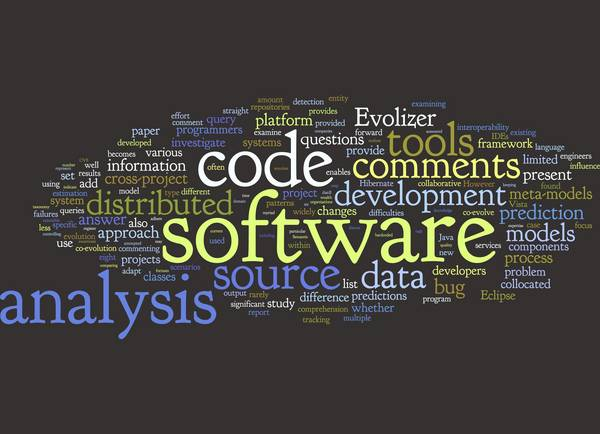 amount detection entity
effort straight repositories examining
comment query platform provides Evolizer
paper programmers examine provided forward interoperability existing
developed investigate systems questions tools IDEs
becomes various often code provide framework language
well information enables comments limited engineers
set results cross-project project Hibernate collaborative However present influence
estimation add model type different development found meta-models
using distributed patterns widely changes difficulties co-evolve prediction Vista
system queries answer organizations case focus
failures various also software models
less approach used Java
use co-evolution commenting within new services components
projects source data developers process
eight scenarios list problem
adapt classes bug collocated
analysis output rarely difference predictions program Eclipse
significant study comprehension whether
report tracking multiple